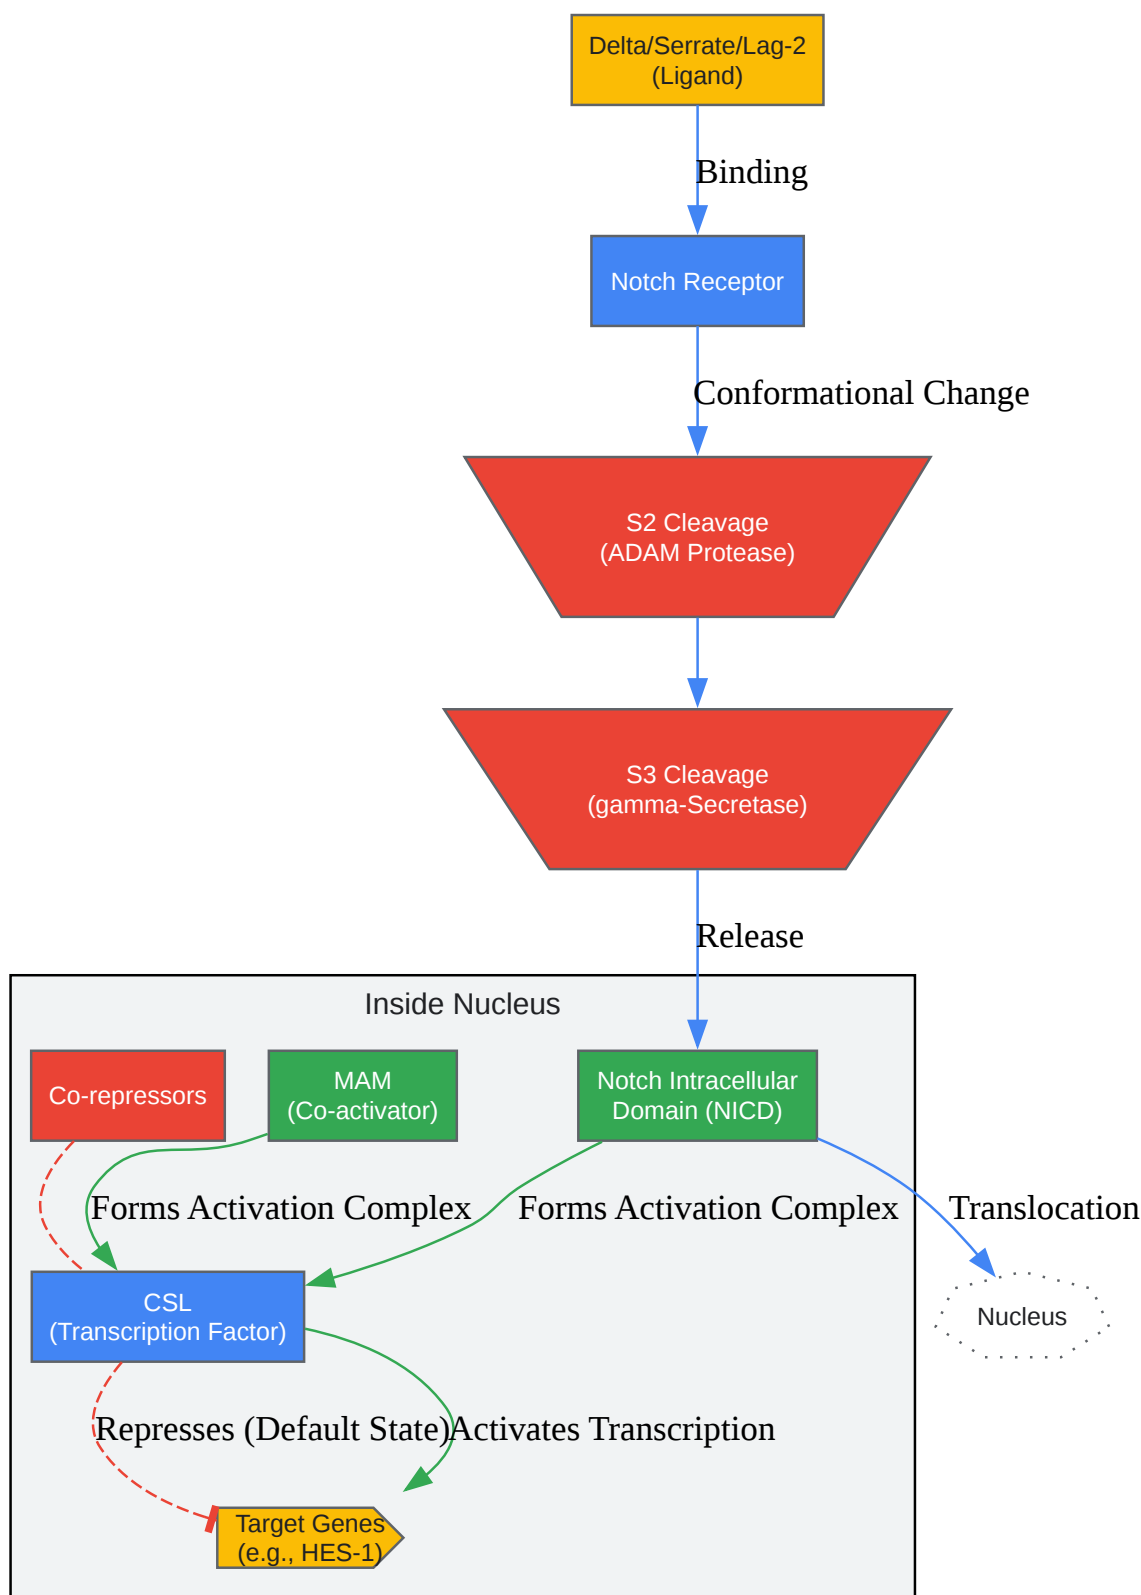 Delta/Serrate/Lag-2
(Ligand)
Binding
Notch Receptor
Conformational Change
S2 Cleavage
(ADAM Protease)
S3 Cleavage
(gamma-Secretase)
Release
Inside Nucleus
Co-repressors
MAM
(Co-activator)
Notch Intracellular
Domain (NICD)
Forms Activation Complex
Forms Activation Complex
Translocation
CSL
(Transcription Factor)
Nucleus
Represses (Default State)
Activates Transcription
Target Genes
(e.g., HES-1)